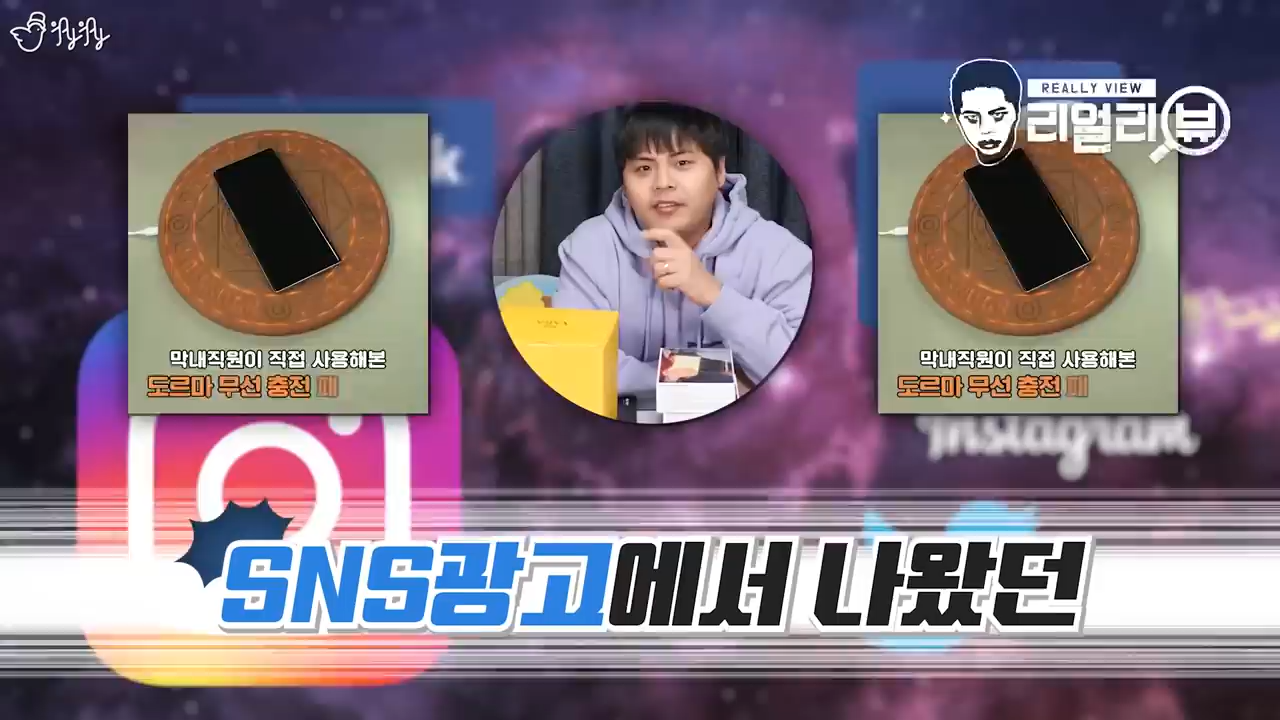 REALLY VIEW
리얼리뷰
막내직원이 직접 사용해본
도르마 무선 충전 패
막내직원이 직접 사용해본
도르마 무선 충전 패
Instagram
SNS광고에서 나왔던